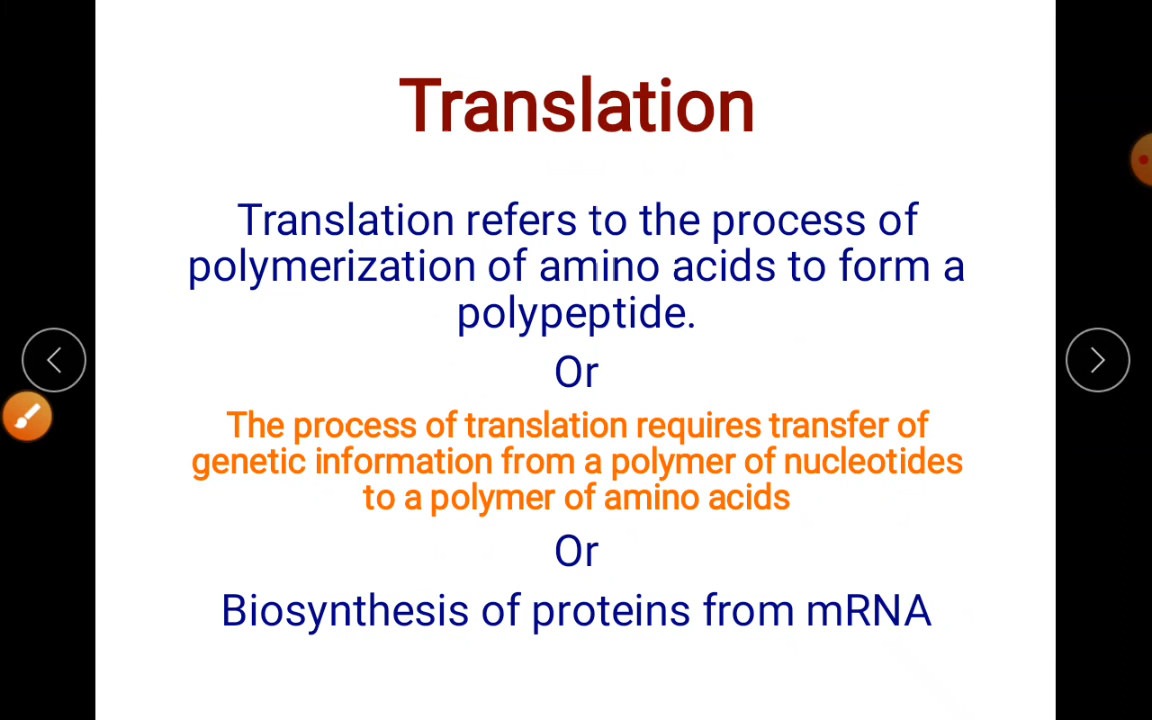 Translation
Translation refers to the process of
polymerization of amino acids to form a
polypeptide.
Or
The process of translation requires transfer of
genetic information from a polymer of nucleotides
to a polymer of amino acids
Or
Biosynthesis of proteins from mRNA